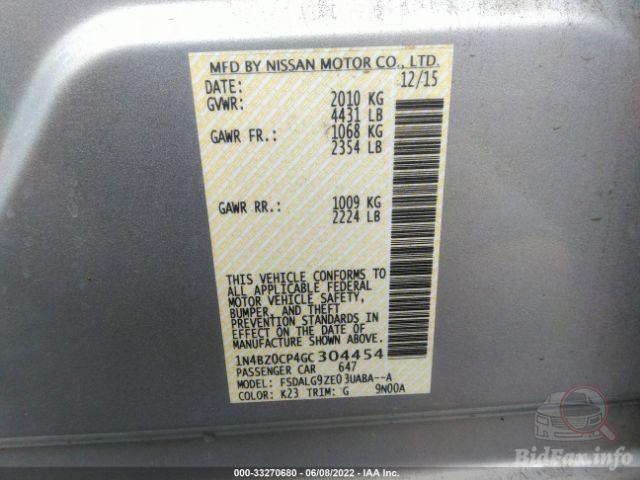 MFD BY NISSAN MOTOR CO., LTD.
DATE: 12/15
GVWR: 2010 KG
4431 LB
GAWR FR.: 1068 KG
2354 LB
GAWR RR.: 1009 KG
2224 LB
THIS VEHICLE CONFORMS TO
ALL APPLICABLE FEDERAL
MOTOR VEHICLE SAFETY,
BUMPER, AND THEFT
PREVENTION STANDARDS IN
EFFECT ON THE DATE OF
MANUFACTURE SHOWN ABOVE.
1N4BZ0CP4GC304454
PASSENGER CAR 647
MODEL: FSDALG9ZE03UABA--A
COLOR: K23 TRIM: G 9N00A
BidFax.info
000-33270680 - 06/08/2022 - IAA Inc.